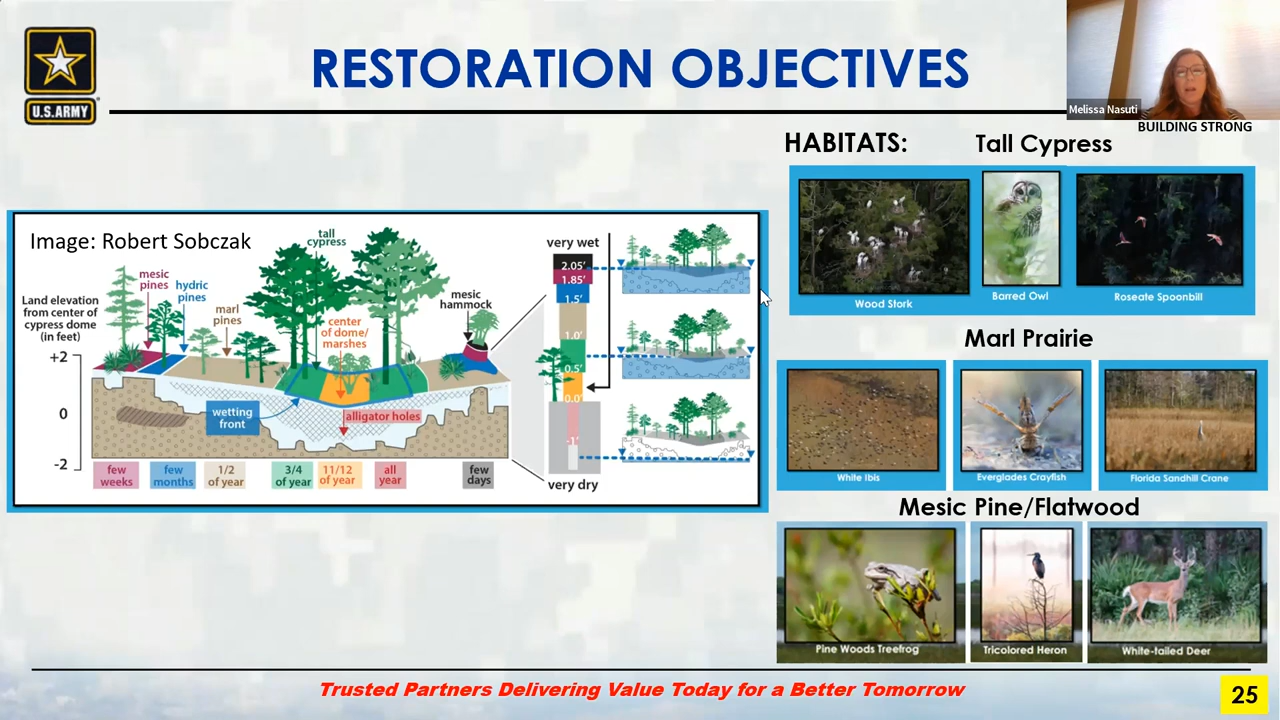 RESTORATION OBJECTIVES
U.S.ARMY
Melissa Nasuti
BUILDING STRONG
HABITATS:
Tall Cypress
Wood Stork
Barred Owl
Roseate Spoonbill
Marl Prairie
White Ibis
Everglades Crayfish
Florida Sandhill Crane
Mesic Pine/Flatwood
Pine Woods Treefrog
Tricolored Heron
White-tailed Deer
Image: Robert Sobczak
Land elevation
from center of
cypress dome
(in feet)
+2
0
-2
mesic
pines
hydric
pines
marl
pines
tall
cypress
center
of dome/
marshes
mesic
hammock
wetting
front
alligator holes
few
weeks
few
months
1/2
of year
3/4
of year
11/12
of year
all
year
few
days
very wet
2.05'
1.85'
1.5'
1.0'
0.5'
0.0'
-1'
very dry
Trusted Partners Delivering Value Today for a Better Tomorrow
25